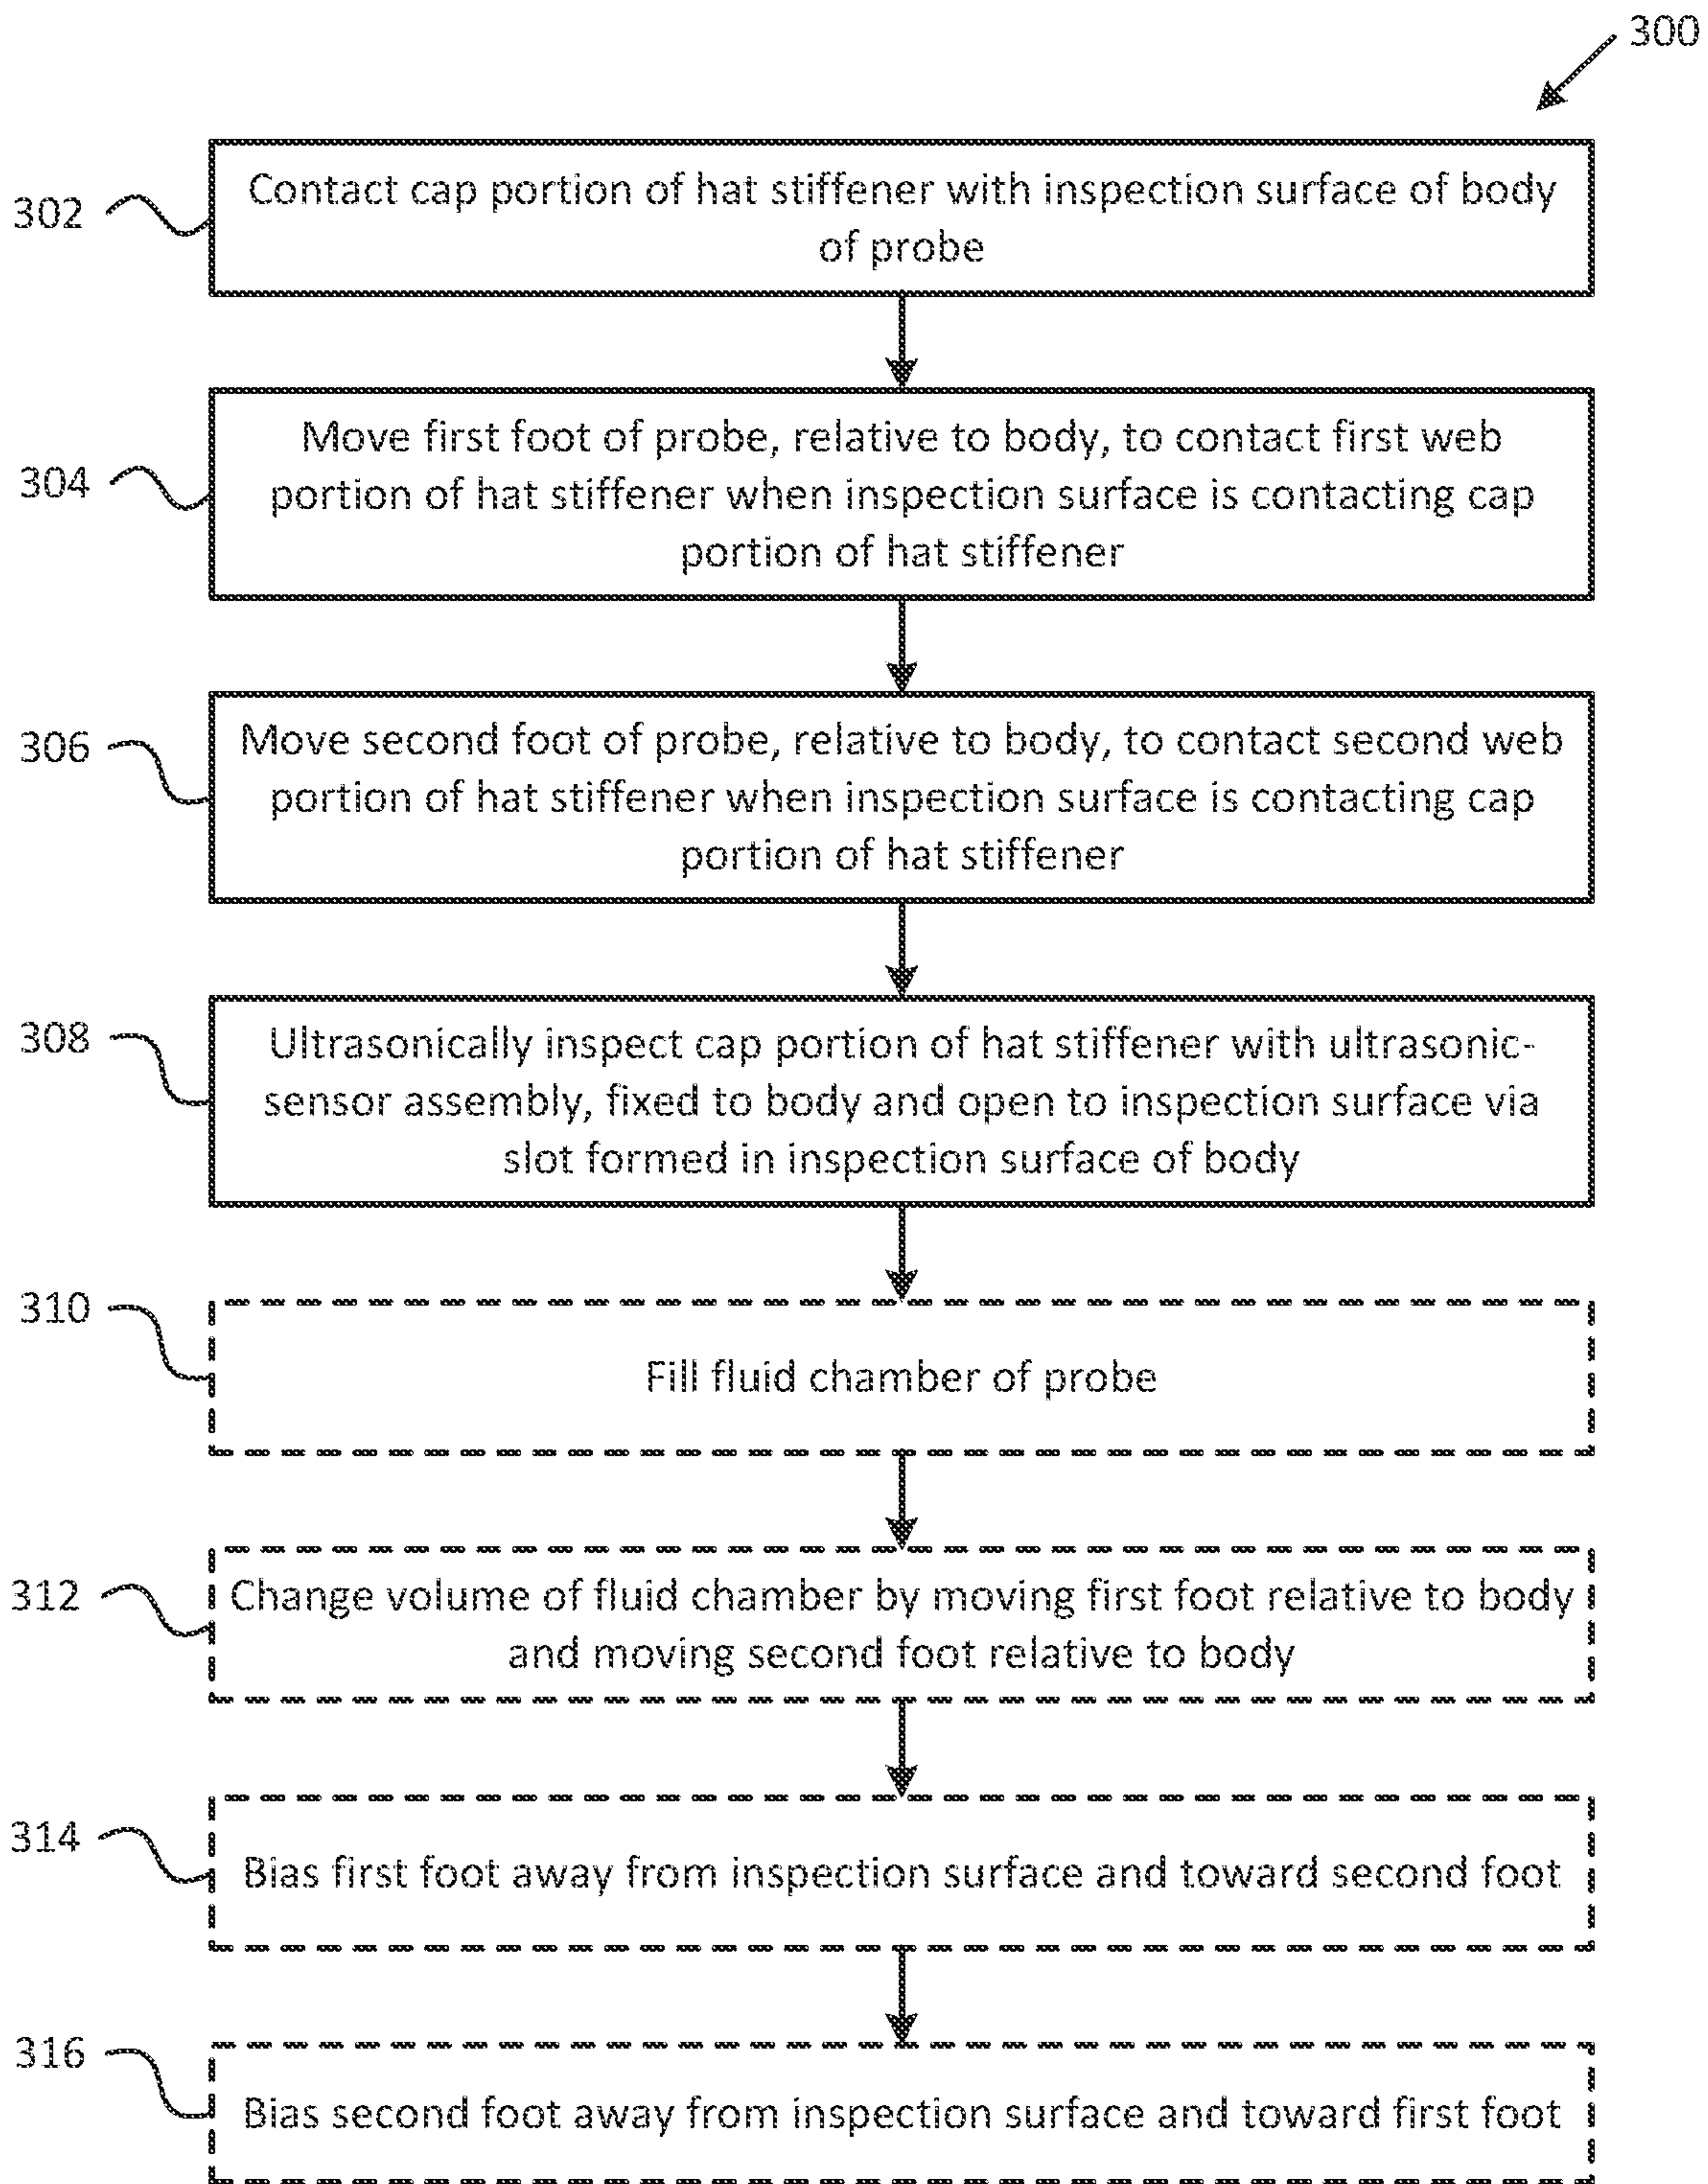 300
302
Contact cap portion of hat stiffener with inspection surface of body
of probe
304
Move first foot of probe, relative to body, to contact first web
portion of hat stiffener when inspection surface is contacting cap
portion of hat stiffener
306
Move second foot of probe, relative to body, to contact second web
portion of hat stiffener when inspection surface is contacting cap
portion of hat stiffener
308
Ultrasonically inspect cap portion of hat stiffener with ultrasonic-
sensor assembly, fixed to body and open to inspection surface via
slot formed in inspection surface of body
310
Fill fluid chamber of probe
312
Change volume of fluid chamber by moving first foot relative to body
and moving second foot relative to body
314
Bias first foot away from inspection surface and toward second foot
316
Bias second foot away from inspection surface and toward first foot